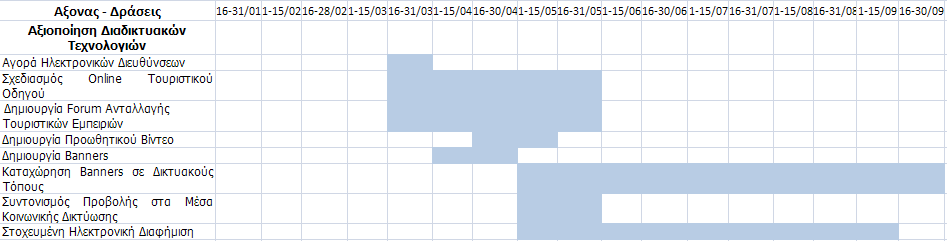 Αξονας - Δράσεις 16-31/01 1-15/02 16-28/02 1-15/03 16-31/03 1-15/04 16-30/04 1-15/05 16-31/05 1-15/06 16-30/06 1-15/07 16-31/07 1-15/08 16-31/08 1-15/09 16-30/09
Αξιοποίηση Διαδικτυακών
Τεχνολογιών
Αγορά Ηλεκτρονικών Διευθύνσεων
Σχεδιασμός Online Τουριστικού
Οδηγού
Δημιουργία Forum Ανταλλαγής
Τουριστικών Εμπειριών
Δημιουργία Προωθητικού Βίντεο
Δημιουργία Banners
Καταχώρηση Banners σε Δικτυακούς
Τόπους
Συντονισμός Προβολής στα Μέσα
Κοινωνικής Δικτύωσης
Στοχευμένη Ηλεκτρονική Διαφήμιση